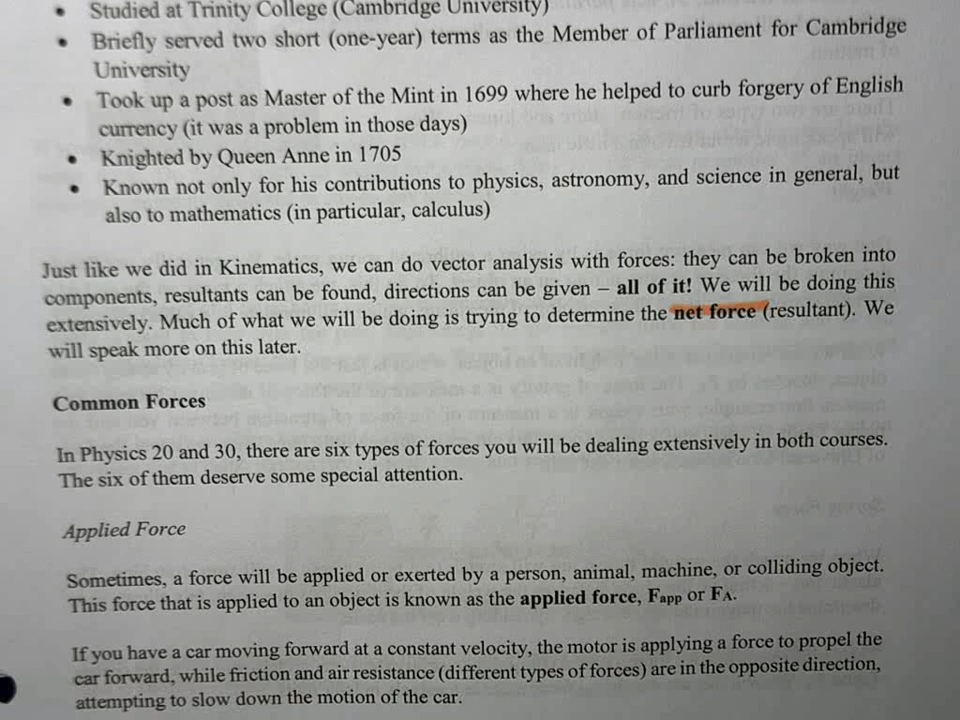 • Studied at Trinity College (Cambridge University)
• Briefly served two short (one-year) terms as the Member of Parliament for Cambridge
University
• Took up a post as Master of the Mint in 1699 where he helped to curb forgery of English
currency (it was a problem in those days)
• Knighted by Queen Anne in 1705
• Known not only for his contributions to physics, astronomy, and science in general, but
also to mathematics (in particular, calculus)
Just like we did in Kinematics, we can do vector analysis with forces: they can be broken into
components, resultants can be found, directions can be given – all of it! We will be doing this
extensively. Much of what we will be doing is trying to determine the net force (resultant). We
will speak more on this later.
Common Forces
In Physics 20 and 30, there are six types of forces you will be dealing extensively in both courses.
The six of them deserve some special attention.
Applied Force
Sometimes, a force will be applied or exerted by a person, animal, machine, or colliding object.
This force that is applied to an object is known as the applied force, Fapp or FA.
If you have a car moving forward at a constant velocity, the motor is applying a force to propel the
car forward, while friction and air resistance (different types of forces) are in the opposite direction,
attempting to slow down the motion of the car.